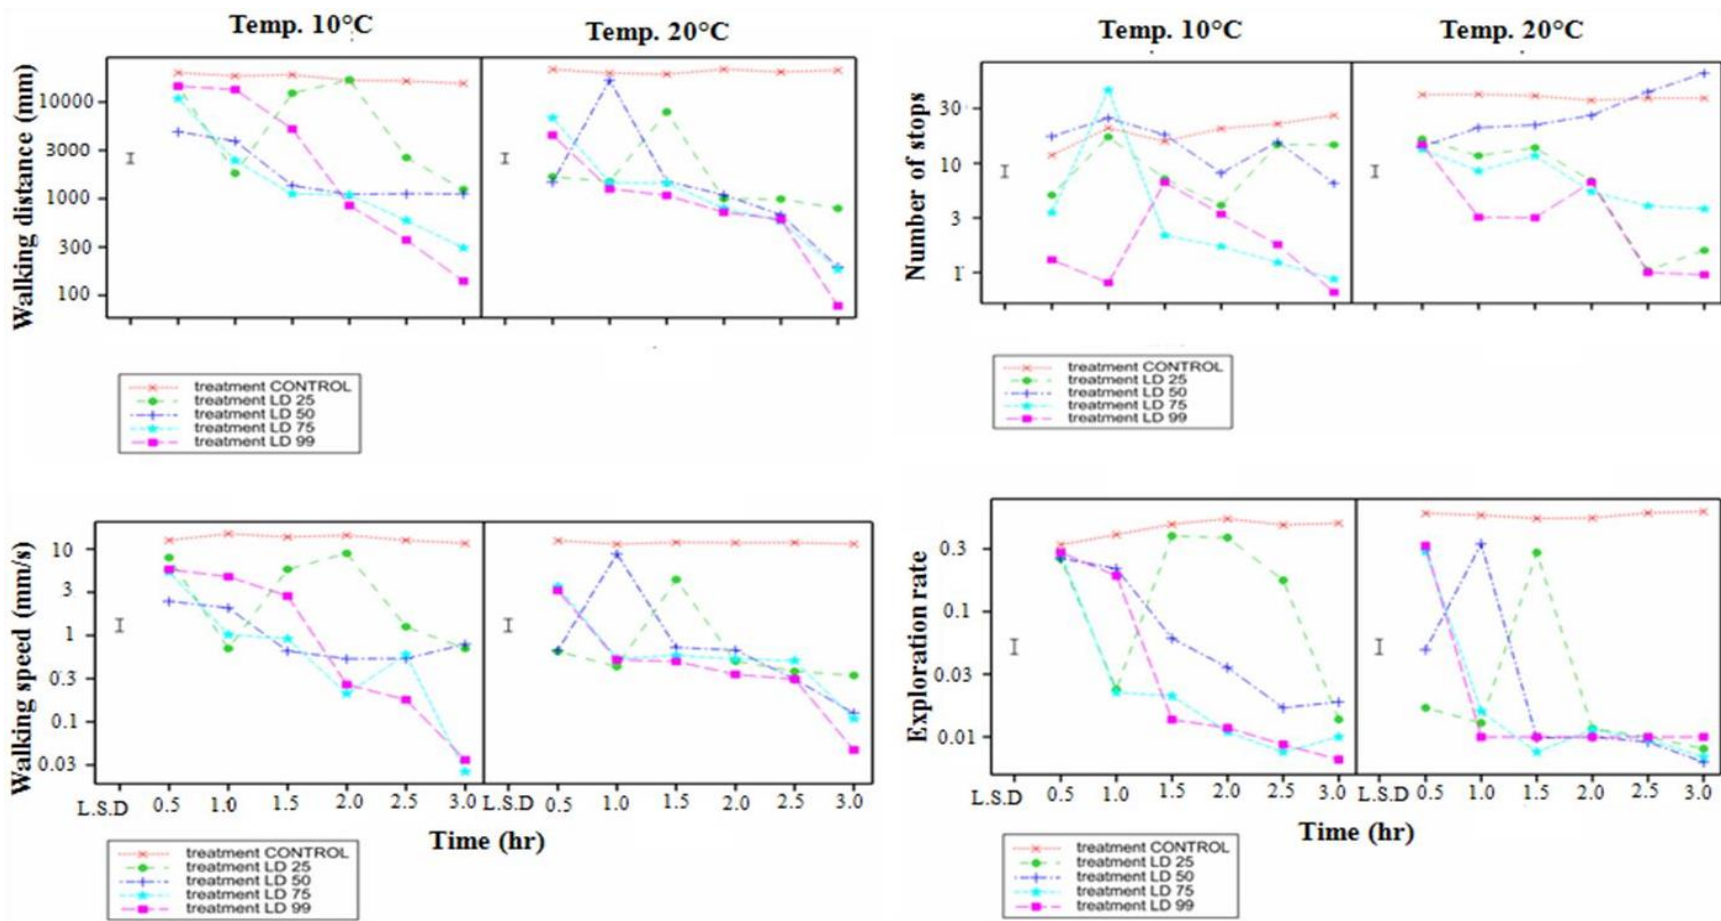 Temp. 10°C
Temp. 20°C
Walking distance (mm)
10000
3000
1000
300
100
treatment CONTROL
treatment LD 25
treatment LD 50
treatment LD 75
treatment LD 99
Temp. 10°C
Temp. 20°C
Number of stops
30
10
3
1
treatment CONTROL
treatment LD 25
treatment LD 50
treatment LD 75
treatment LD 99
Walking speed (mm/s)
10
3
1
0.3
0.1
0.03
L.S.D 0.5 1.0 1.5 2.0 2.5 3.0 L.S.D 0.5 1.0 1.5 2.0 2.5 3.0
Time (hr)
treatment CONTROL
treatment LD 25
treatment LD 50
treatment LD 75
treatment LD 99
Exploration rate
0.3
0.1
0.03
0.01
L.S.D 0.5 1.0 1.5 2.0 2.5 3.0 L.S.D 0.5 1.0 1.5 2.0 2.5 3.0
Time (hr)
treatment CONTROL
treatment LD 25
treatment LD 50
treatment LD 75
treatment LD 99